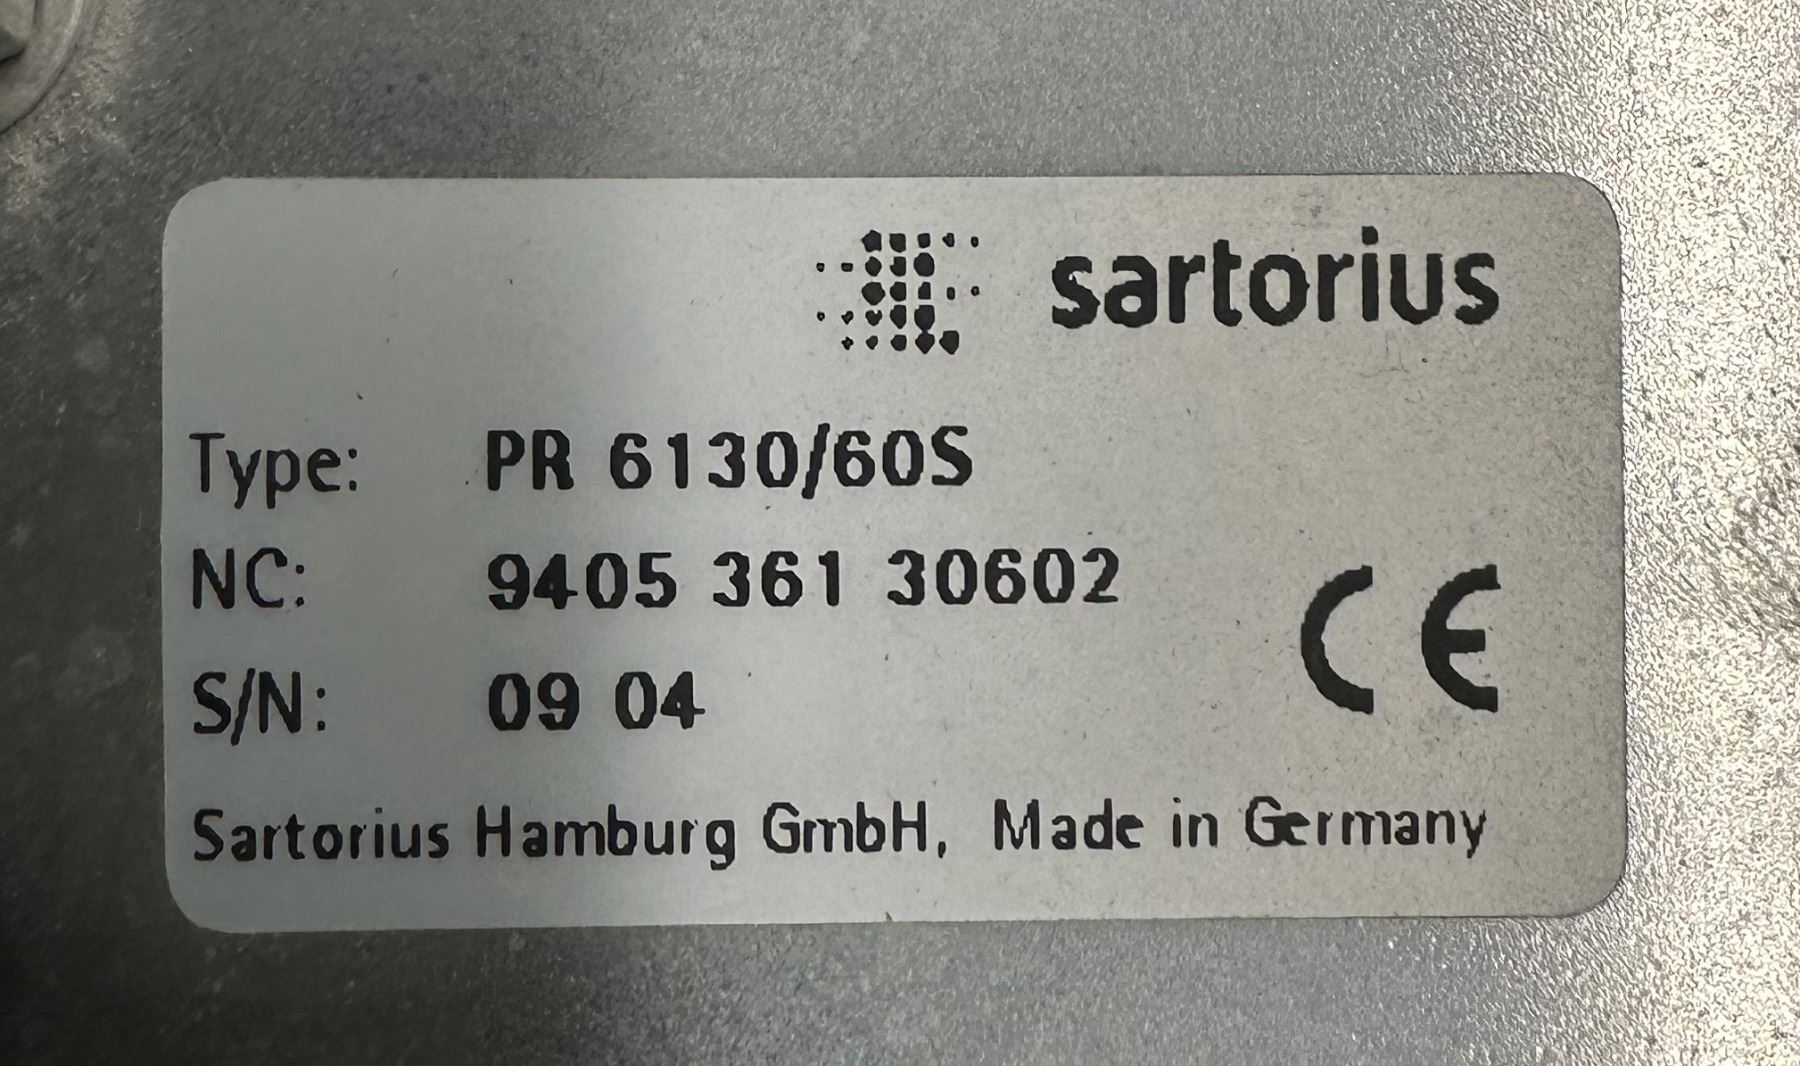 sartorius
Type: PR 6130/60S
NC: 9405 361 30602
S/N: 09 04
CE
Sartorius Hamburg GmbH, Made in Germany